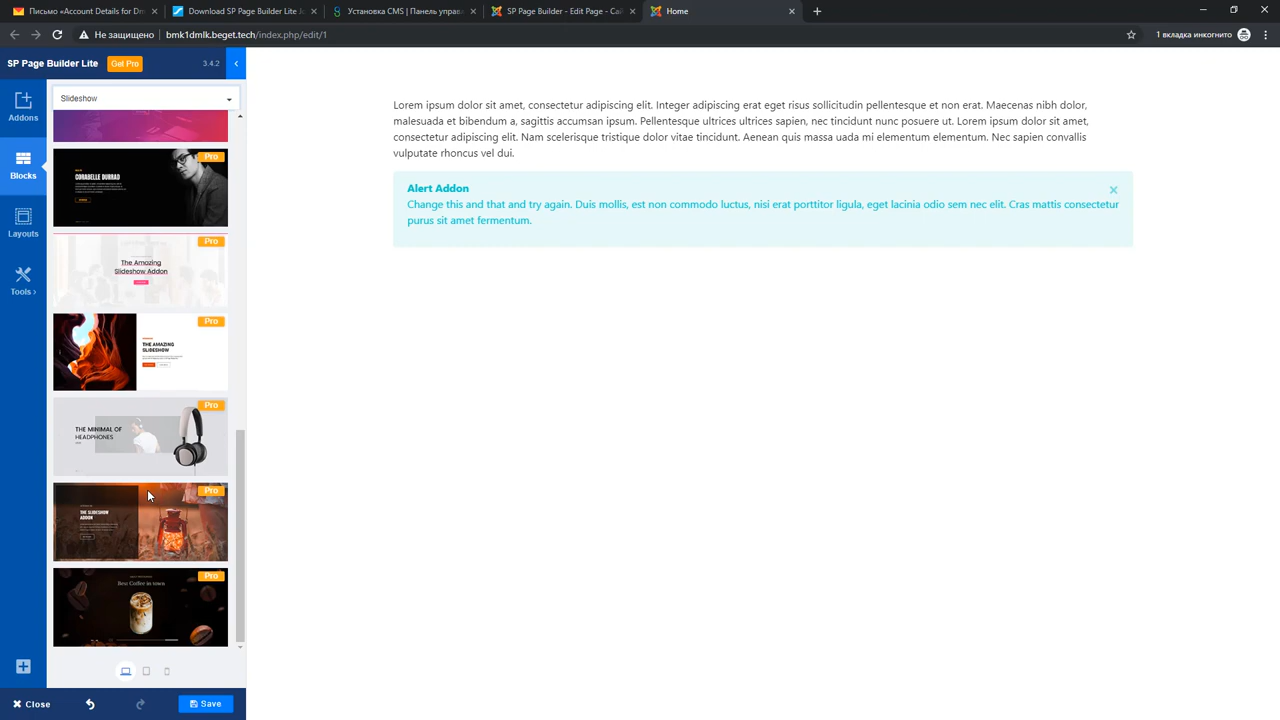 Письмо «Account Details for Dm
Download SP Page Builder Lite Jo
Установка CMS | Панель управл
SP Page Builder - Edit Page - Сай
Home
Не защищено
bmk1dmlk.beget.tech/index.php/edit/1
1 вкладка инкогнито
SP Page Builder Lite
Get Pro
3.4.2
Addons
Blocks
Layouts
Tools ›
Slideshow
Pro
CORABELLE DURRAD
Pro
The Amazing
Slideshow Addon
Pro
THE AMAZING
SLIDESHOW
Pro
THE MINIMAL OF
HEADPHONES
Pro
THE SLIDESHOW
ADDON
Pro
Best Coffee in town
Close
Save
Lorem ipsum dolor sit amet, consectetur adipiscing elit. Integer adipiscing erat eget risus sollicitudin pellentesque et non erat. Maecenas nibh dolor,
malesuada et bibendum a, sagittis accumsan ipsum. Pellentesque ultrices ultrices sapien, nec tincidunt nunc posuere ut. Lorem ipsum dolor sit amet,
consectetur adipiscing elit. Nam scelerisque tristique dolor vitae tincidunt. Aenean quis massa uada mi elementum elementum. Nec sapien convallis
vulputate rhoncus vel dui.
Alert Addon
Change this and that and try again. Duis mollis, est non commodo luctus, nisi erat porttitor ligula, eget lacinia odio sem nec elit. Cras mattis consectetur
purus sit amet fermentum.